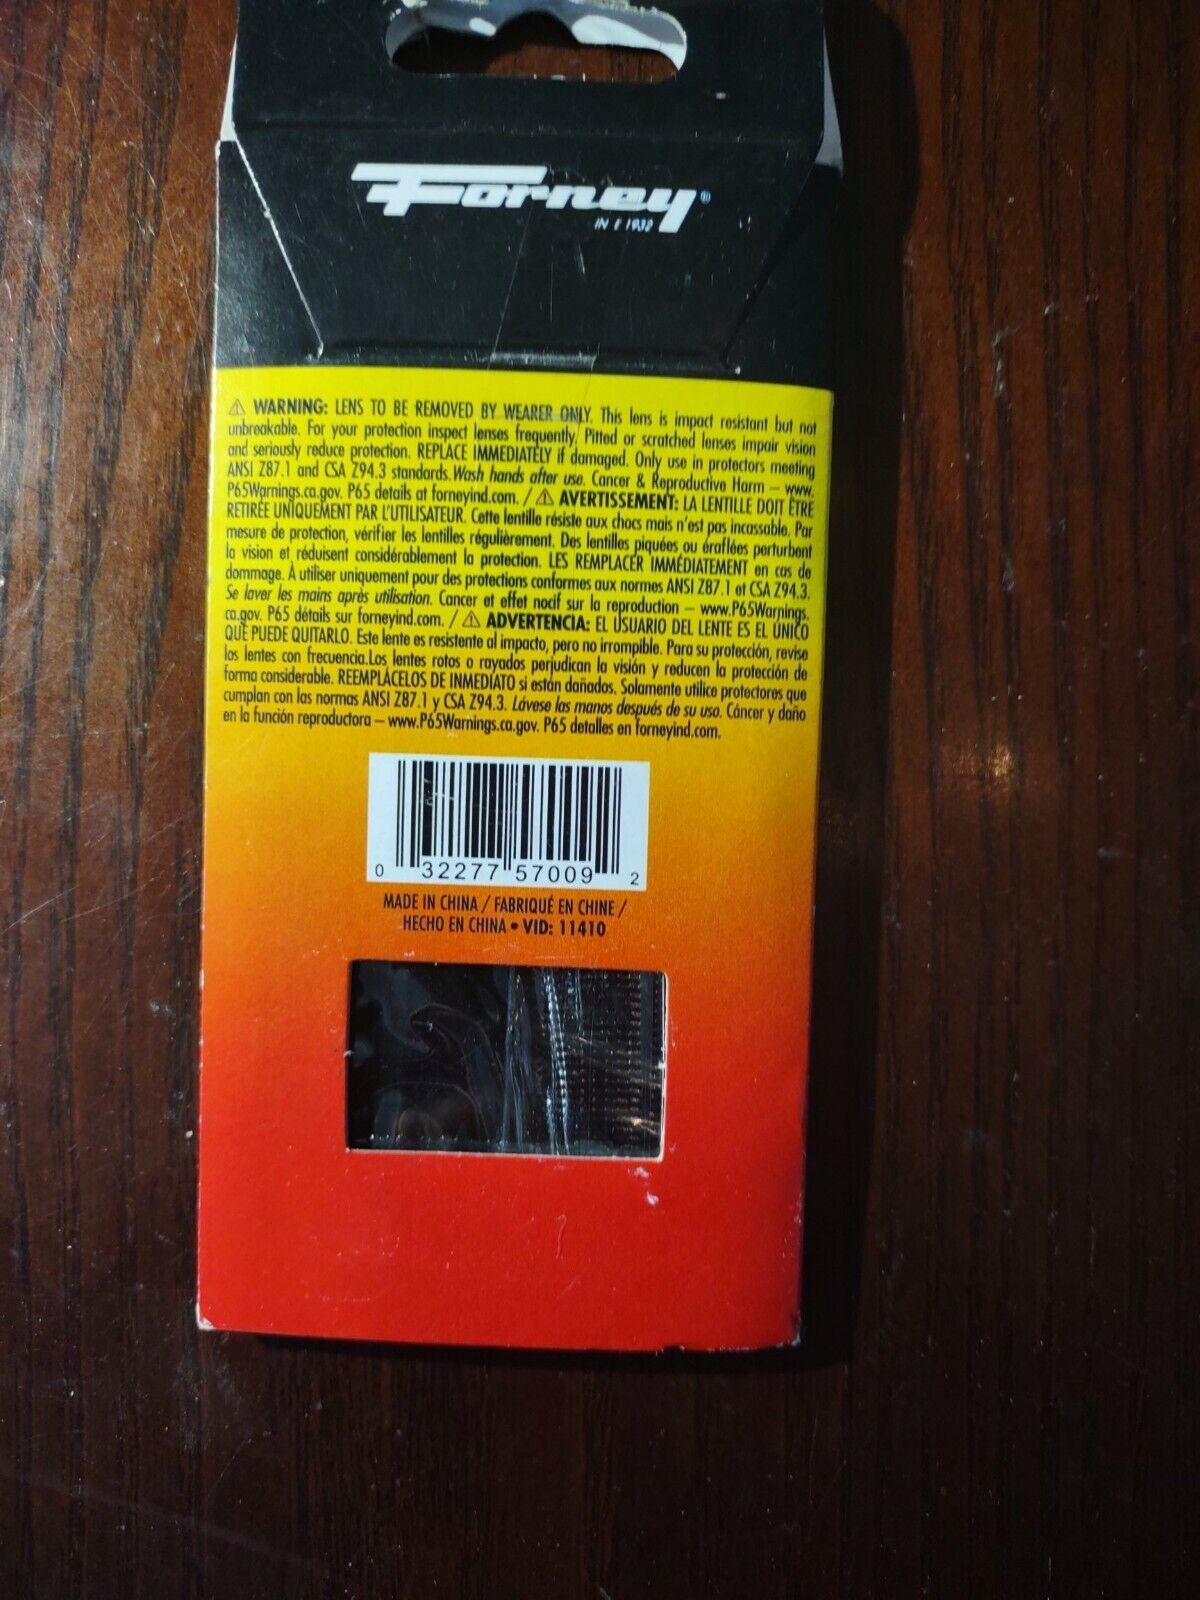 Forney®
1932
⚠ WARNING: LENS TO BE REMOVED BY WEARER ONLY. This lens is impact resistant but not
unbreakable. For your protection inspect lenses frequently. Pitted or scratched lenses impair vision
and seriously reduce protection. REPLACE IMMEDIATELY if damaged. Only use in protectors meeting
ANSI Z87.1 and CSA Z94.3 standards. Wash hands after use. Cancer & Reproductive Harm – www.
P65Warnings.ca.gov. P65 details at forneyind.com. / ⚠ AVERTISSEMENT: LA LENTILLE DOIT ÊTRE
RETIRÉE UNIQUEMENT PAR L'UTILISATEUR. Cette lentille résiste aux chocs mais n'est pas incassable. Par
mesure de protection, vérifier les lentilles régulièrement. Des lentilles piquées ou éraflées perturbent
la vision et réduisent considérablement la protection. LES REMPLACER IMMÉDIATEMENT en cas de
dommage. À utiliser uniquement pour des protections conformes aux normes ANSI Z87.1 et CSA Z94.3.
Se laver les mains après utilisation. Cancer et effet nocif sur la reproduction – www.P65Warnings.
ca.gov. P65 détails sur forneyind.com. / ⚠ ADVERTENCIA: EL USUARIO DEL LENTE ES EL ÚNICO
QUE PUEDE QUITARLO. Este lente es resistente al impacto, pero no irrompible. Para su protección, revise
los lentes con frecuencia.Los lentes rotos o rayados perjudican la visión y reducen la protección de
forma considerable. REEMPLÁCELOS DE INMEDIATO si están dañados. Solamente utilice protectores que
cumplan con las normas ANSI Z87.1 y CSA Z94.3. Lávese las manos después de su uso. Cáncer y daño
en la función reproductora – www.P65Warnings.ca.gov. P65 detalles en forneyind.com.
0 32277 57009 2
MADE IN CHINA / FABRIQUÉ EN CHINE /
HECHO EN CHINA • VID: 11410